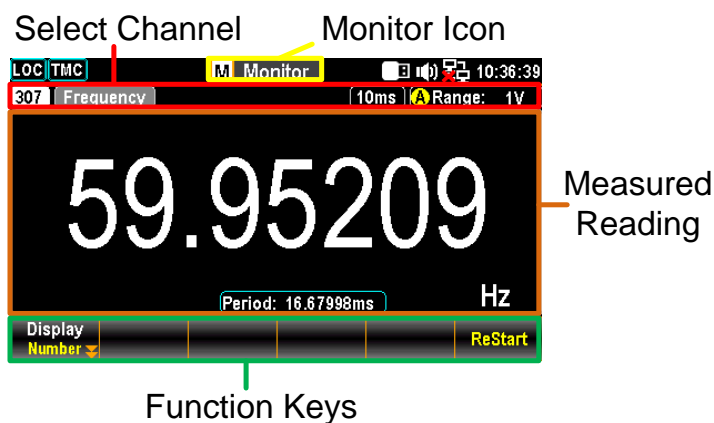 Select Channel Monitor Icon
LOC TMC M Monitor 10:36:39
307 Frequency 10ms A Range: 1V
59.95209
Measured
Reading
Period: 16.67998ms Hz
Display
Number ReStart
Function Keys